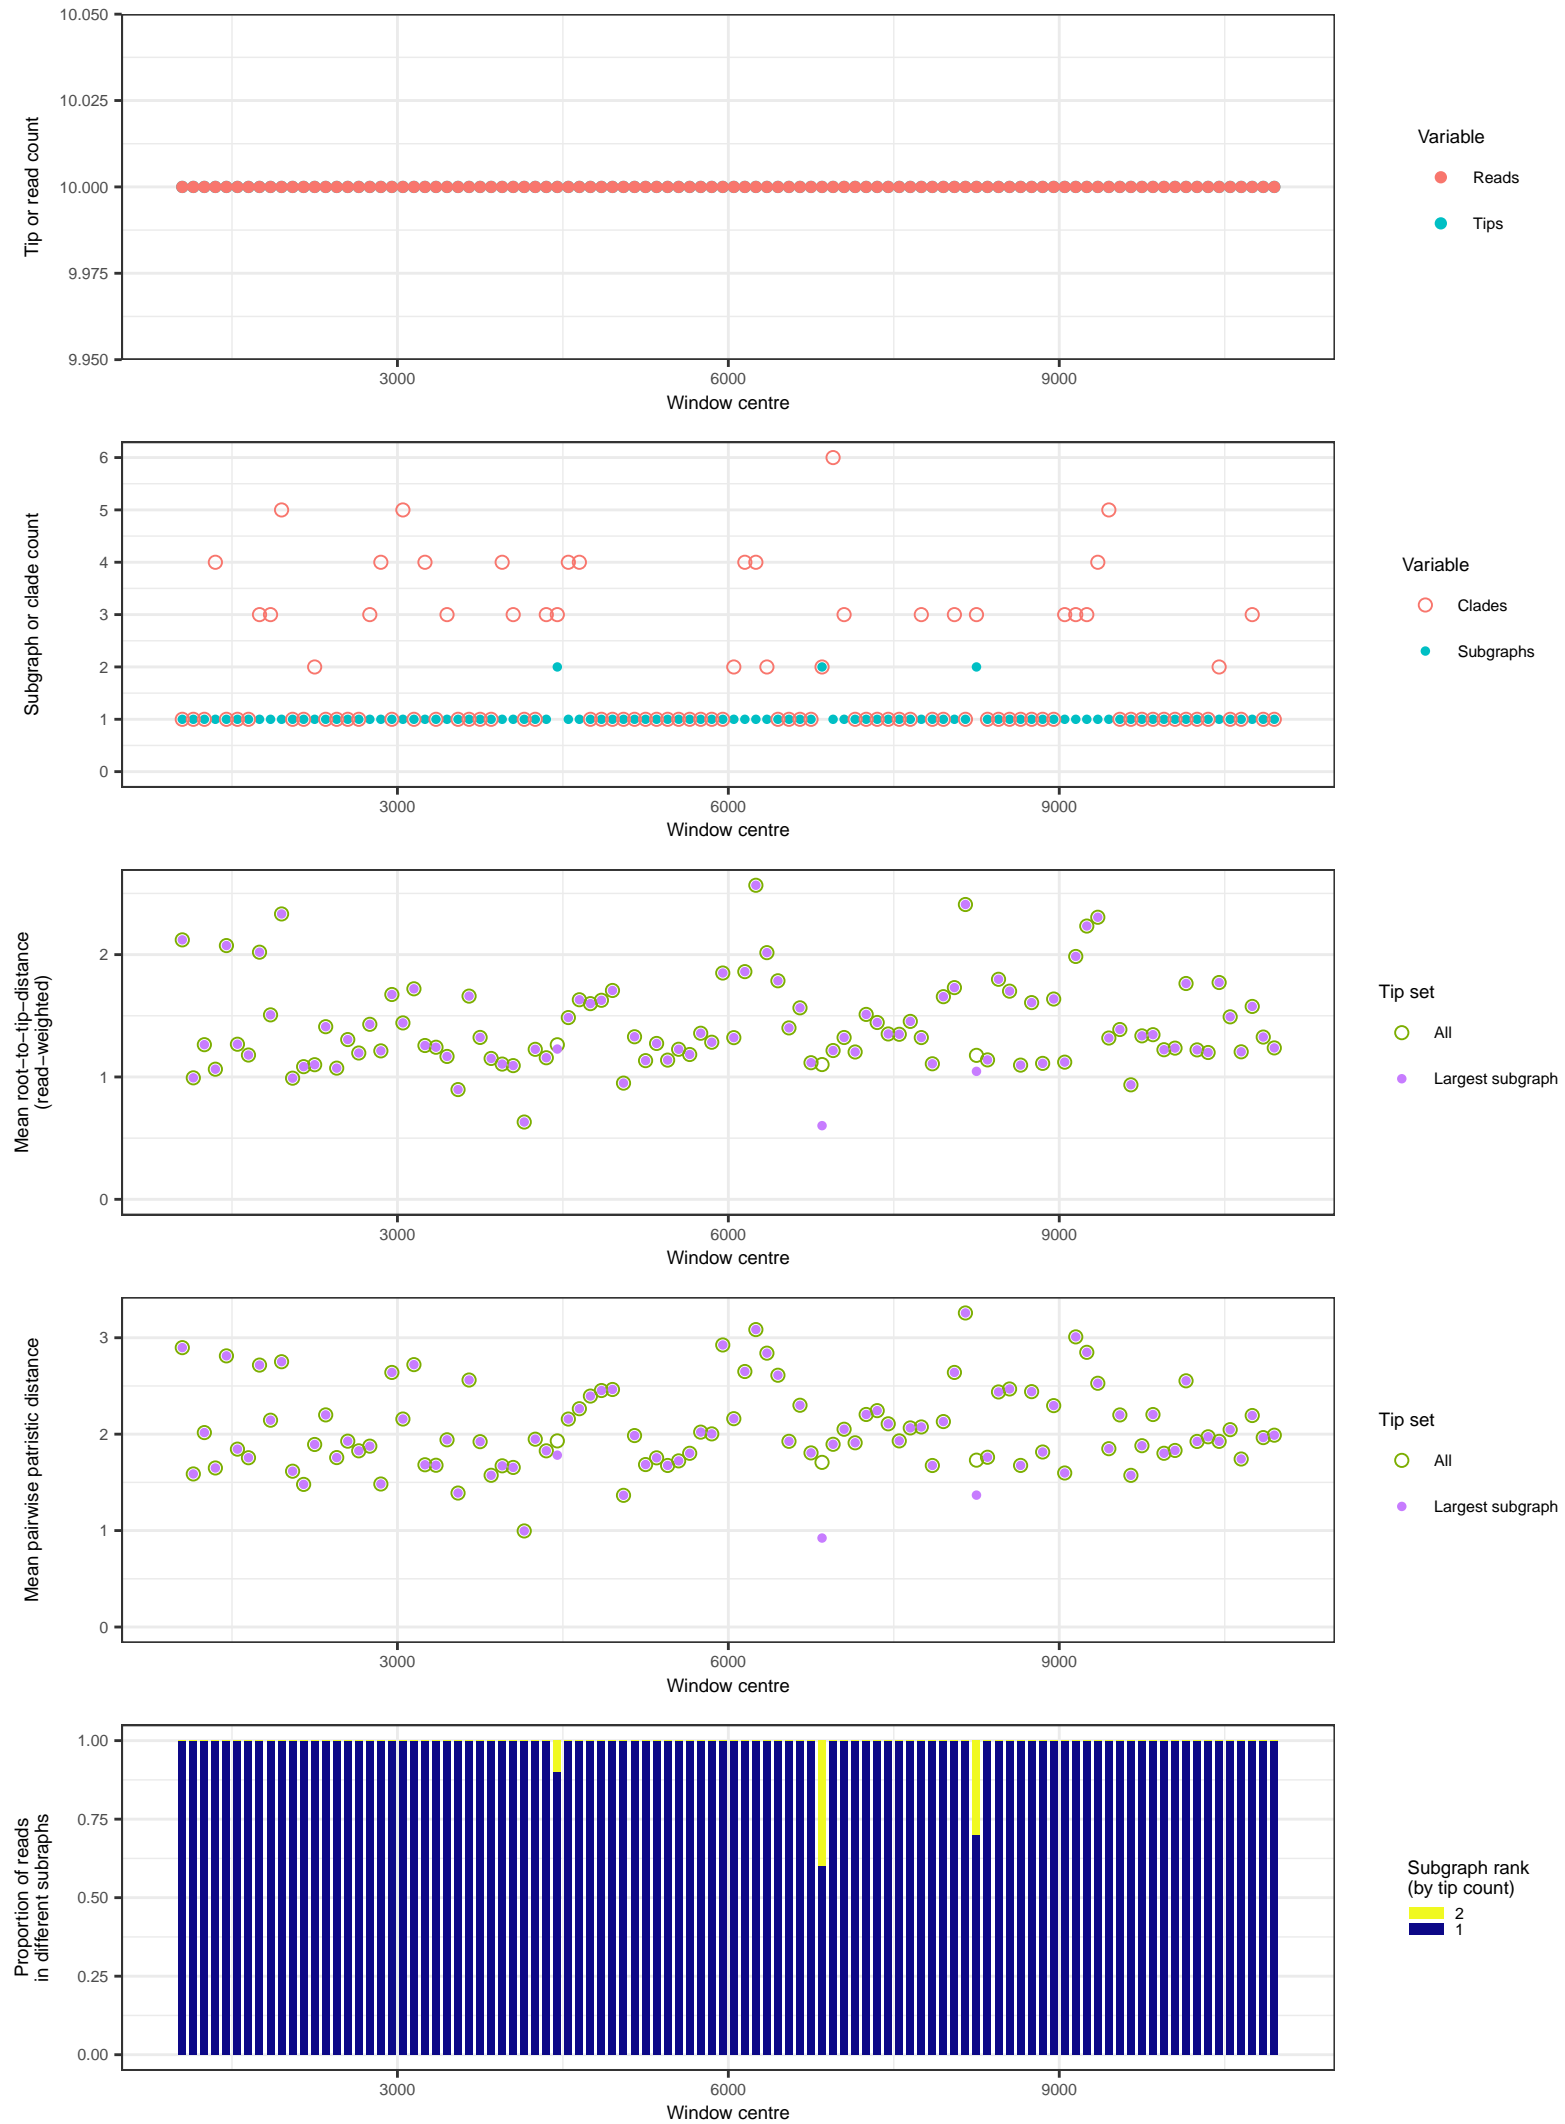 10.050
10.025
10.000
9.975
9.950
Tip or read count
3000 6000 9000
Window centre
Variable
Reads
Tips
6
5
4
3
2
1
0
Subgraph or clade count
3000 6000 9000
Window centre
Variable
Clades
Subgraphs
2
1
0
Mean root−to−tip−distance
(read−weighted)
3000 6000 9000
Window centre
Tip set
All
Largest subgraph
3
2
1
0
Mean pairwise patristic distance
3000 6000 9000
Window centre
Tip set
All
Largest subgraph
1.00
0.75
0.50
0.25
0.00
Proportion of reads
in different subraphs
3000 6000 9000
Window centre
Subgraph rank
(by tip count)
2
1